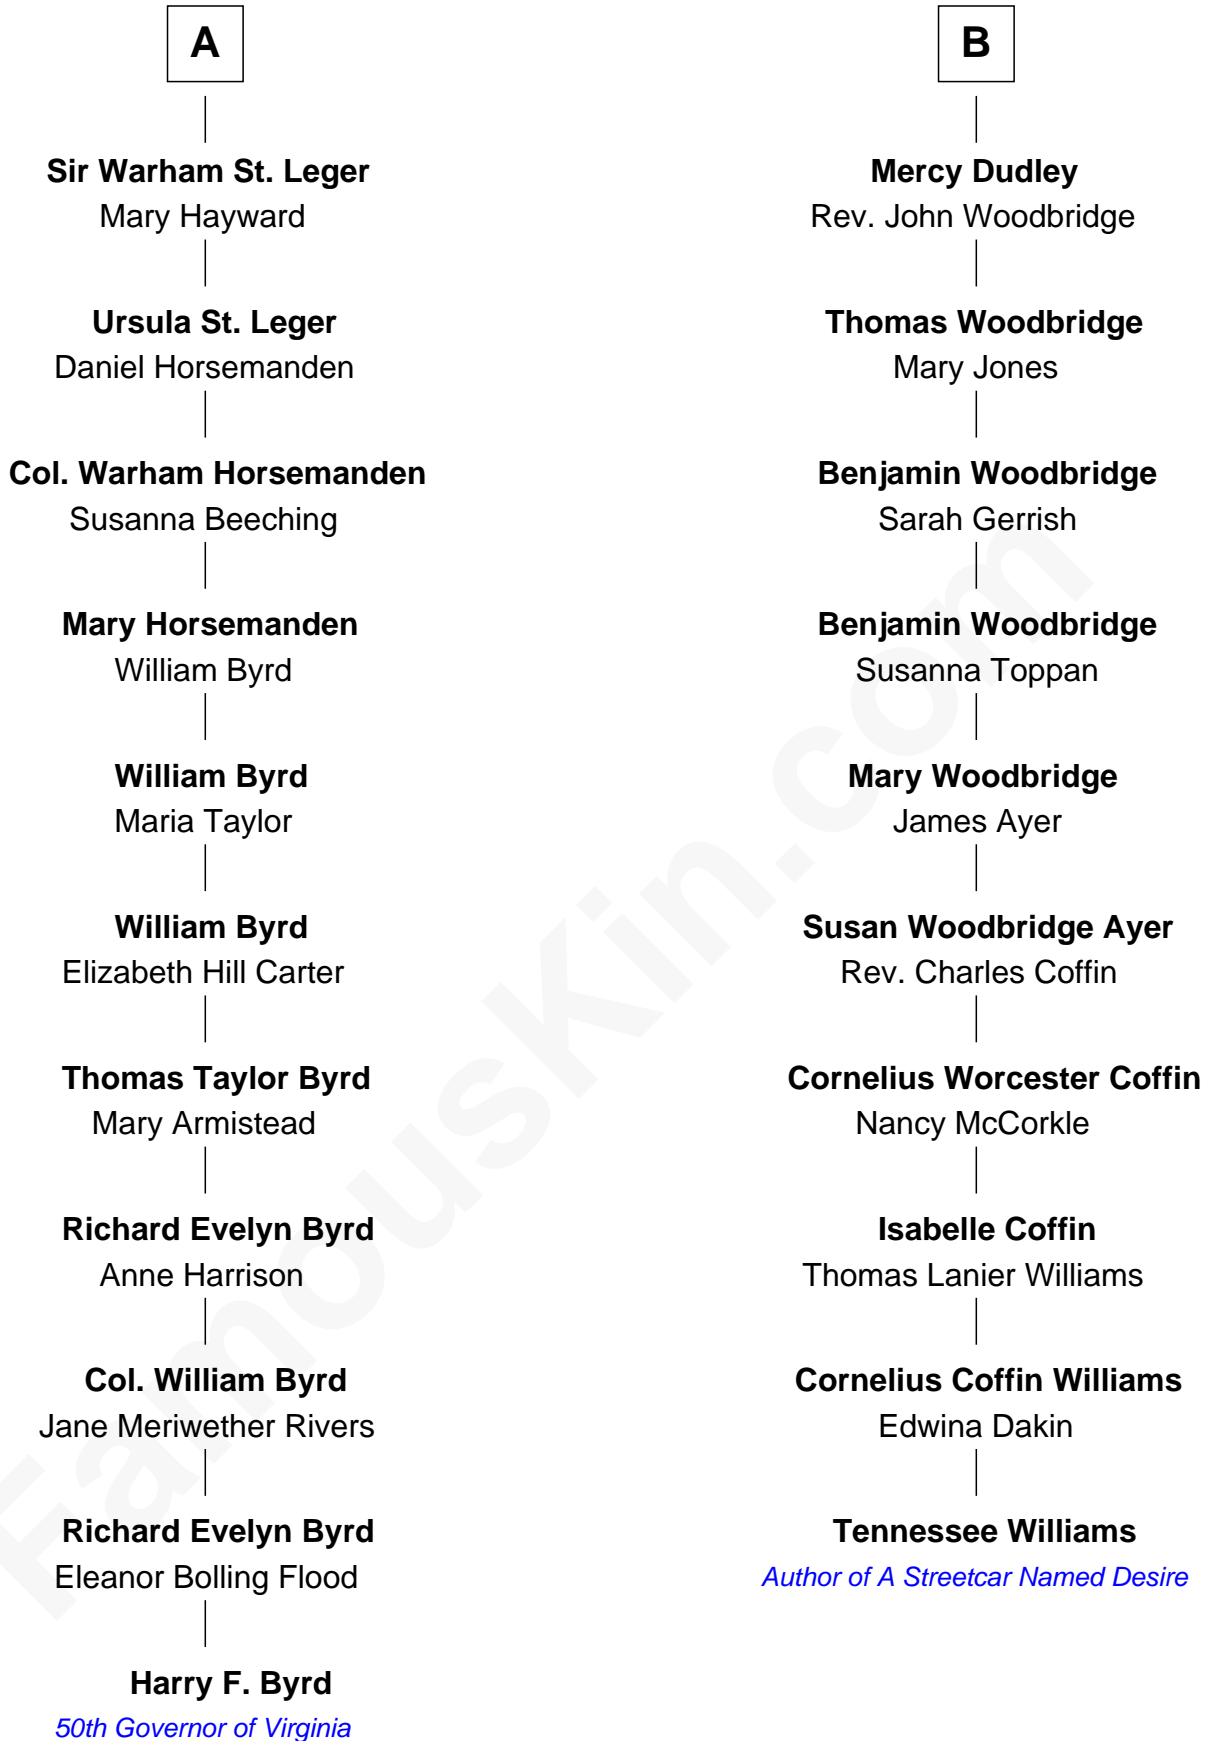 A
Sir Warham St. Leger
Mary Hayward
Ursula St. Leger
Daniel Horsemanden
Col. Warham Horsemanden
Susanna Beeching
Mary Horsemanden
William Byrd
William Byrd
Maria Taylor
William Byrd
Elizabeth Hill Carter
Thomas Taylor Byrd
Mary Armistead
Richard Evelyn Byrd
Anne Harrison
Col. William Byrd
Jane Meriwether Rivers
Richard Evelyn Byrd
Eleanor Bolling Flood
Harry F. Byrd
50th Governor of Virginia
B
Mercy Dudley
Rev. John Woodbridge
Thomas Woodbridge
Mary Jones
Benjamin Woodbridge
Sarah Gerrish
Benjamin Woodbridge
Susanna Toppan
Mary Woodbridge
James Ayer
Susan Woodbridge Ayer
Rev. Charles Coffin
Cornelius Worcester Coffin
Nancy McCorkle
Isabelle Coffin
Thomas Lanier Williams
Cornelius Coffin Williams
Edwina Dakin
Tennessee Williams
Author of A Streetcar Named Desire
FamousKin.com